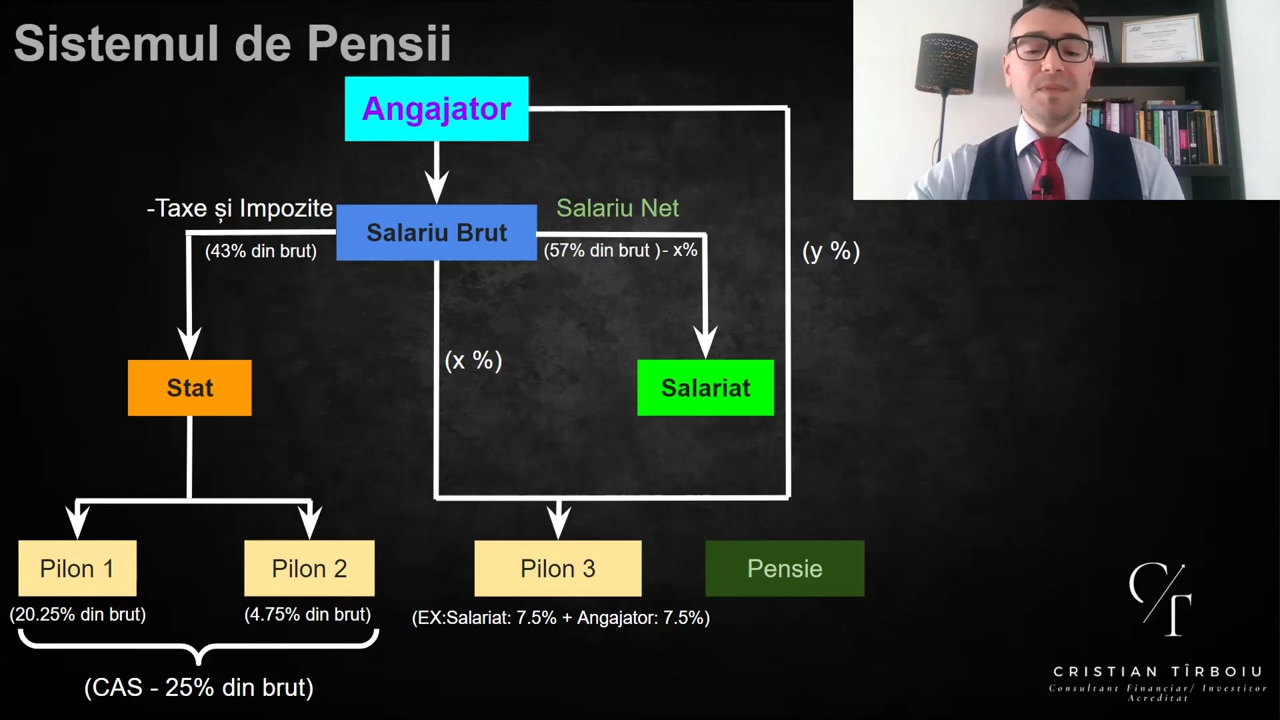 Sistemul de Pensii
Angajator
-Taxe și Impozite
Salariu Net
Salariu Brut
(43% din brut)
(57% din brut )- x%
(y %)
(x %)
Stat
Salariat
Pilon 1
Pilon 2
Pilon 3
Pensie
(20.25% din brut)
(4.75% din brut)
(EX:Salariat: 7.5% + Angajator: 7.5%)
(CAS - 25% din brut)
CT
CRISTIAN TÎRBOIU
Consultant Financiar/ Investitor
Acreditat